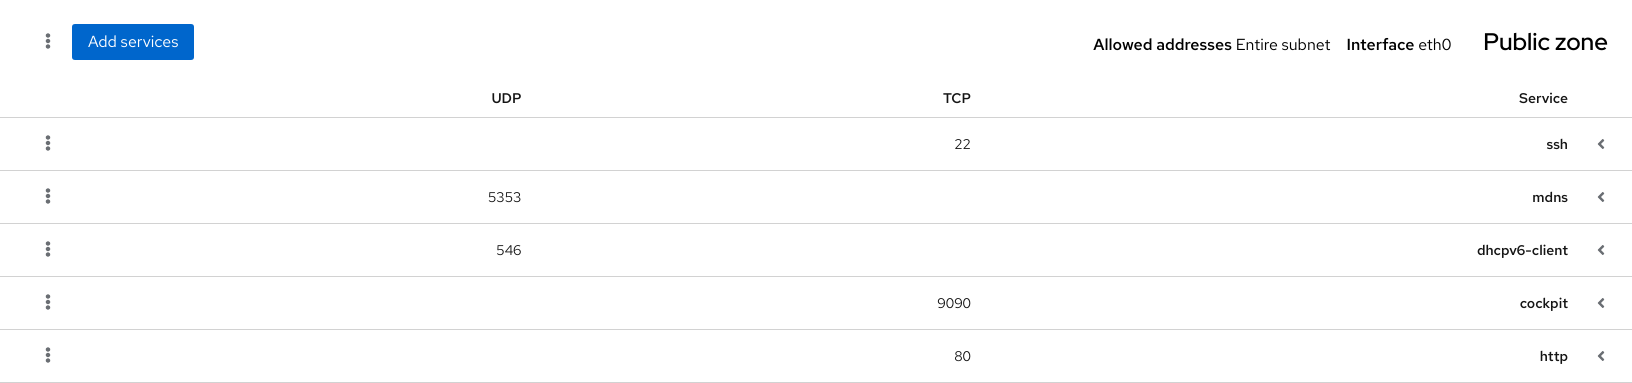 Public zone
Interface eth0 Allowed addresses Entire subnet
Add services
Service TCP UDP
ssh 22
mdns 5353
dhcpv6-client 546
cockpit 9090
http 80